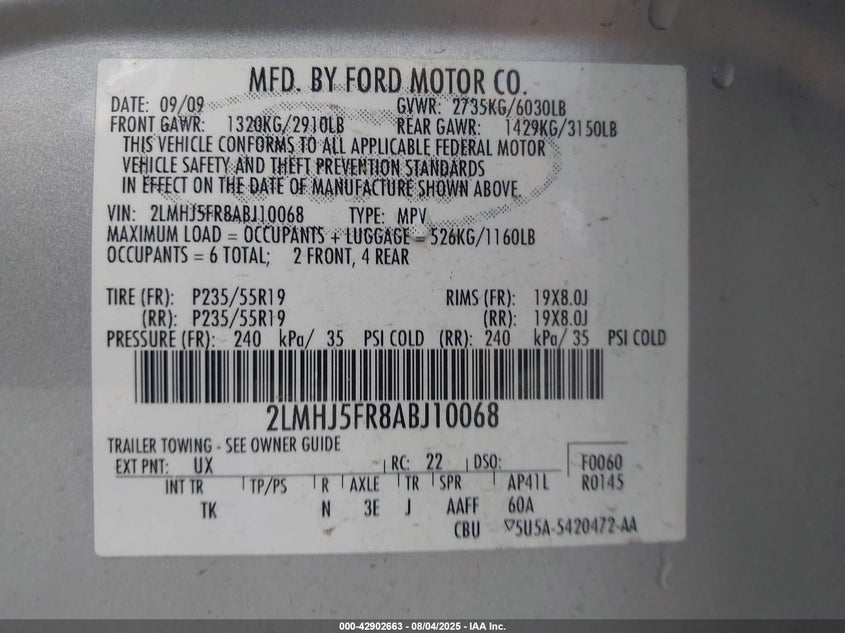 MFD. BY FORD MOTOR CO.
DATE: 09/09 GVWR: 2735KG/6030LB
FRONT GAWR: 1320KG/2910LB REAR GAWR: 1429KG/3150LB
THIS VEHICLE CONFORMS TO ALL APPLICABLE FEDERAL MOTOR
VEHICLE SAFETY AND THEFT PREVENTION STANDARDS
IN EFFECT ON THE DATE OF MANUFACTURE SHOWN ABOVE.
VIN: 2LMHJ5FR8ABJ10068 TYPE: MPV
MAXIMUM LOAD = OCCUPANTS + LUGGAGE = 526KG/1160LB
OCCUPANTS = 6 TOTAL; 2 FRONT, 4 REAR
TIRE (FR): P235/55R19 RIMS (FR): 19X8.0J
(RR): P235/55R19 (RR): 19X8.0J
PRESSURE (FR): 240 kPa/ 35 PSI COLD (RR): 240 kPa/ 35 PSI COLD
2LMHJ5FR8ABJ10068
TRAILER TOWING - SEE OWNER GUIDE
EXT PNT: UX RC: 22 DSO: F0060
INT TR TP/PS R AXLE TR SPR AP41L R0145
TK N 3E J AAFF 60A
CBU 5U5A-5420472-AA
000-42902663 - 08/04/2025 - IAA Inc.